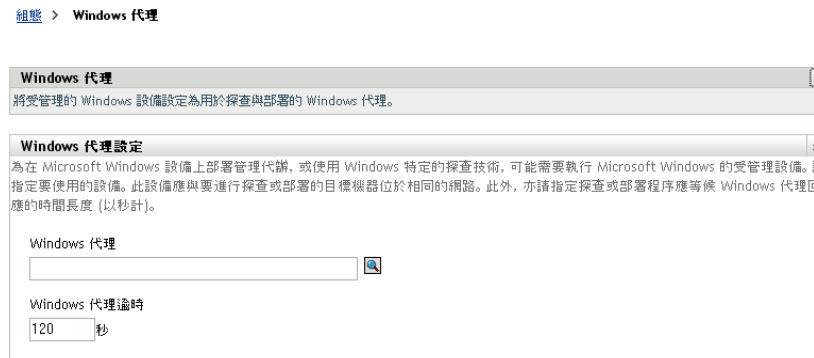 組態 > Windows 代理
Windows 代理
將受管理的 Windows 設備設定為用於探查與部署的 Windows 代理。
Windows 代理設定
為在 Microsoft Windows 設備上部署管理代辦, 或使用 Windows 特定的探查技術, 可能需要執行 Microsoft Windows 的受管理設備。
指定要使用的設備。此設備應與要進行探查或部署的目標機器位於相同的網路。此外, 亦請指定探查或部署程序應等候 Windows 代理回
應的時間長度 (以秒計)。
Windows 代理
Windows 代理逾時
120 秒